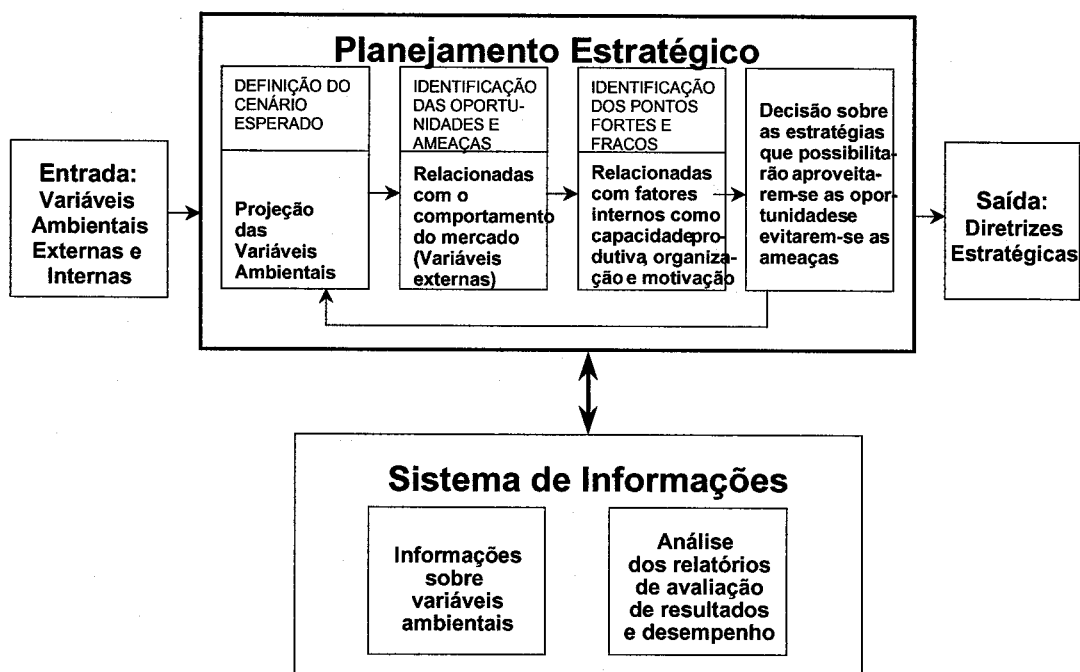 Planejamento Estratégico
Entrada:
Variáveis
Ambientais
Externas e
Internas
DEFINIÇÃO DO
CENÁRIO
ESPERADO
Projeção
das
Variáveis
Ambientais
IDENTIFICAÇÃO
DAS OPORTU-
NIDADES E
AMEAÇAS
Relacionadas
com o
comportamento
do mercado
(Variáveis
externas)
IDENTIFICAÇÃO
DOS PONTOS
FORTES E
FRACOS
Relacionadas
com fatores
internos como
capacidadepro-
dutiva, organiza-
ção e motivação
Decisão sobre
as estratégias
que possibilita-
rão aproveita-
rem-se as opor-
tunidadese
evitarem-se as
ameaças
Saída:
Diretrizes
Estratégicas
Sistema de Informações
Informações
sobre
variáveis
ambientais
Análise
dos relatórios
de avaliação
de resultados
e desempenho